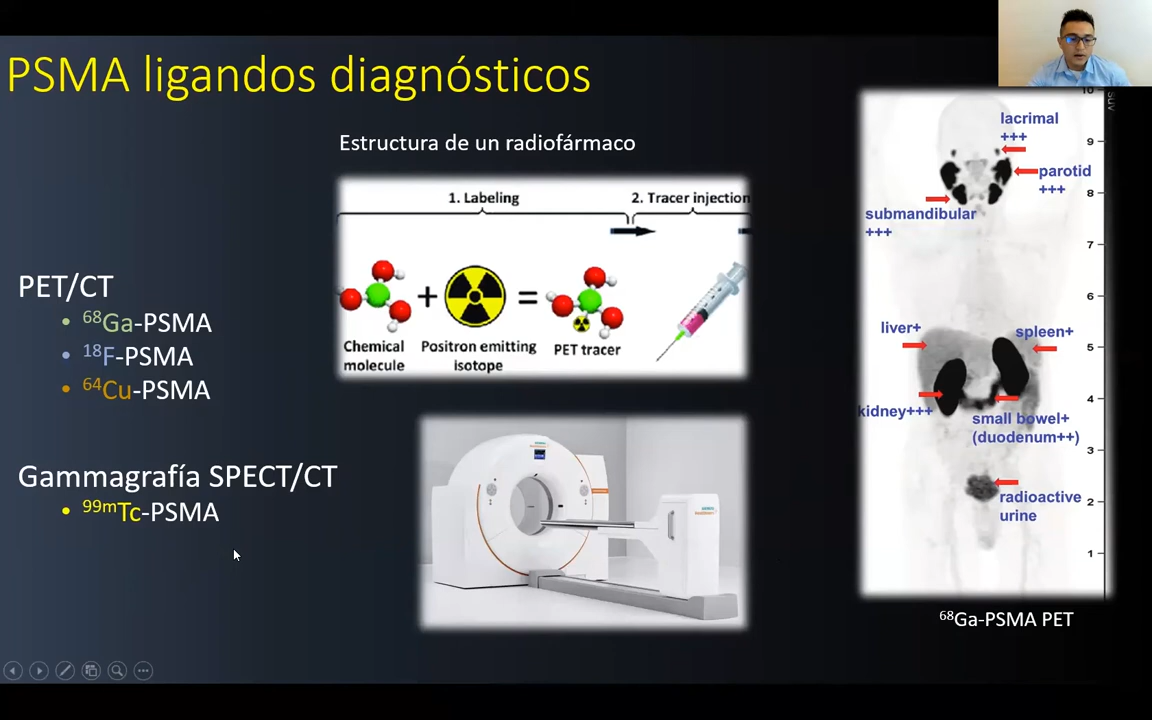 PSMA ligandos diagnósticos
Estructura de un radiofármaco
1. Labeling
2. Tracer injection
+
=
Chemical
molecule
Positron emitting
isotope
PET tracer
PET/CT
• ⁶⁸Ga-PSMA
• ¹⁸F-PSMA
• ⁶⁴Cu-PSMA
Gammagrafía SPECT/CT
• ⁹⁹ᵐTc-PSMA
SUV
10
9
8
7
6
5
4
3
2
1
lacrimal
+++
parotid
+++
submandibular
+++
liver+
spleen+
kidney+++
small bowel+
(duodenum++)
radioactive
urine
⁶⁸Ga-PSMA PET